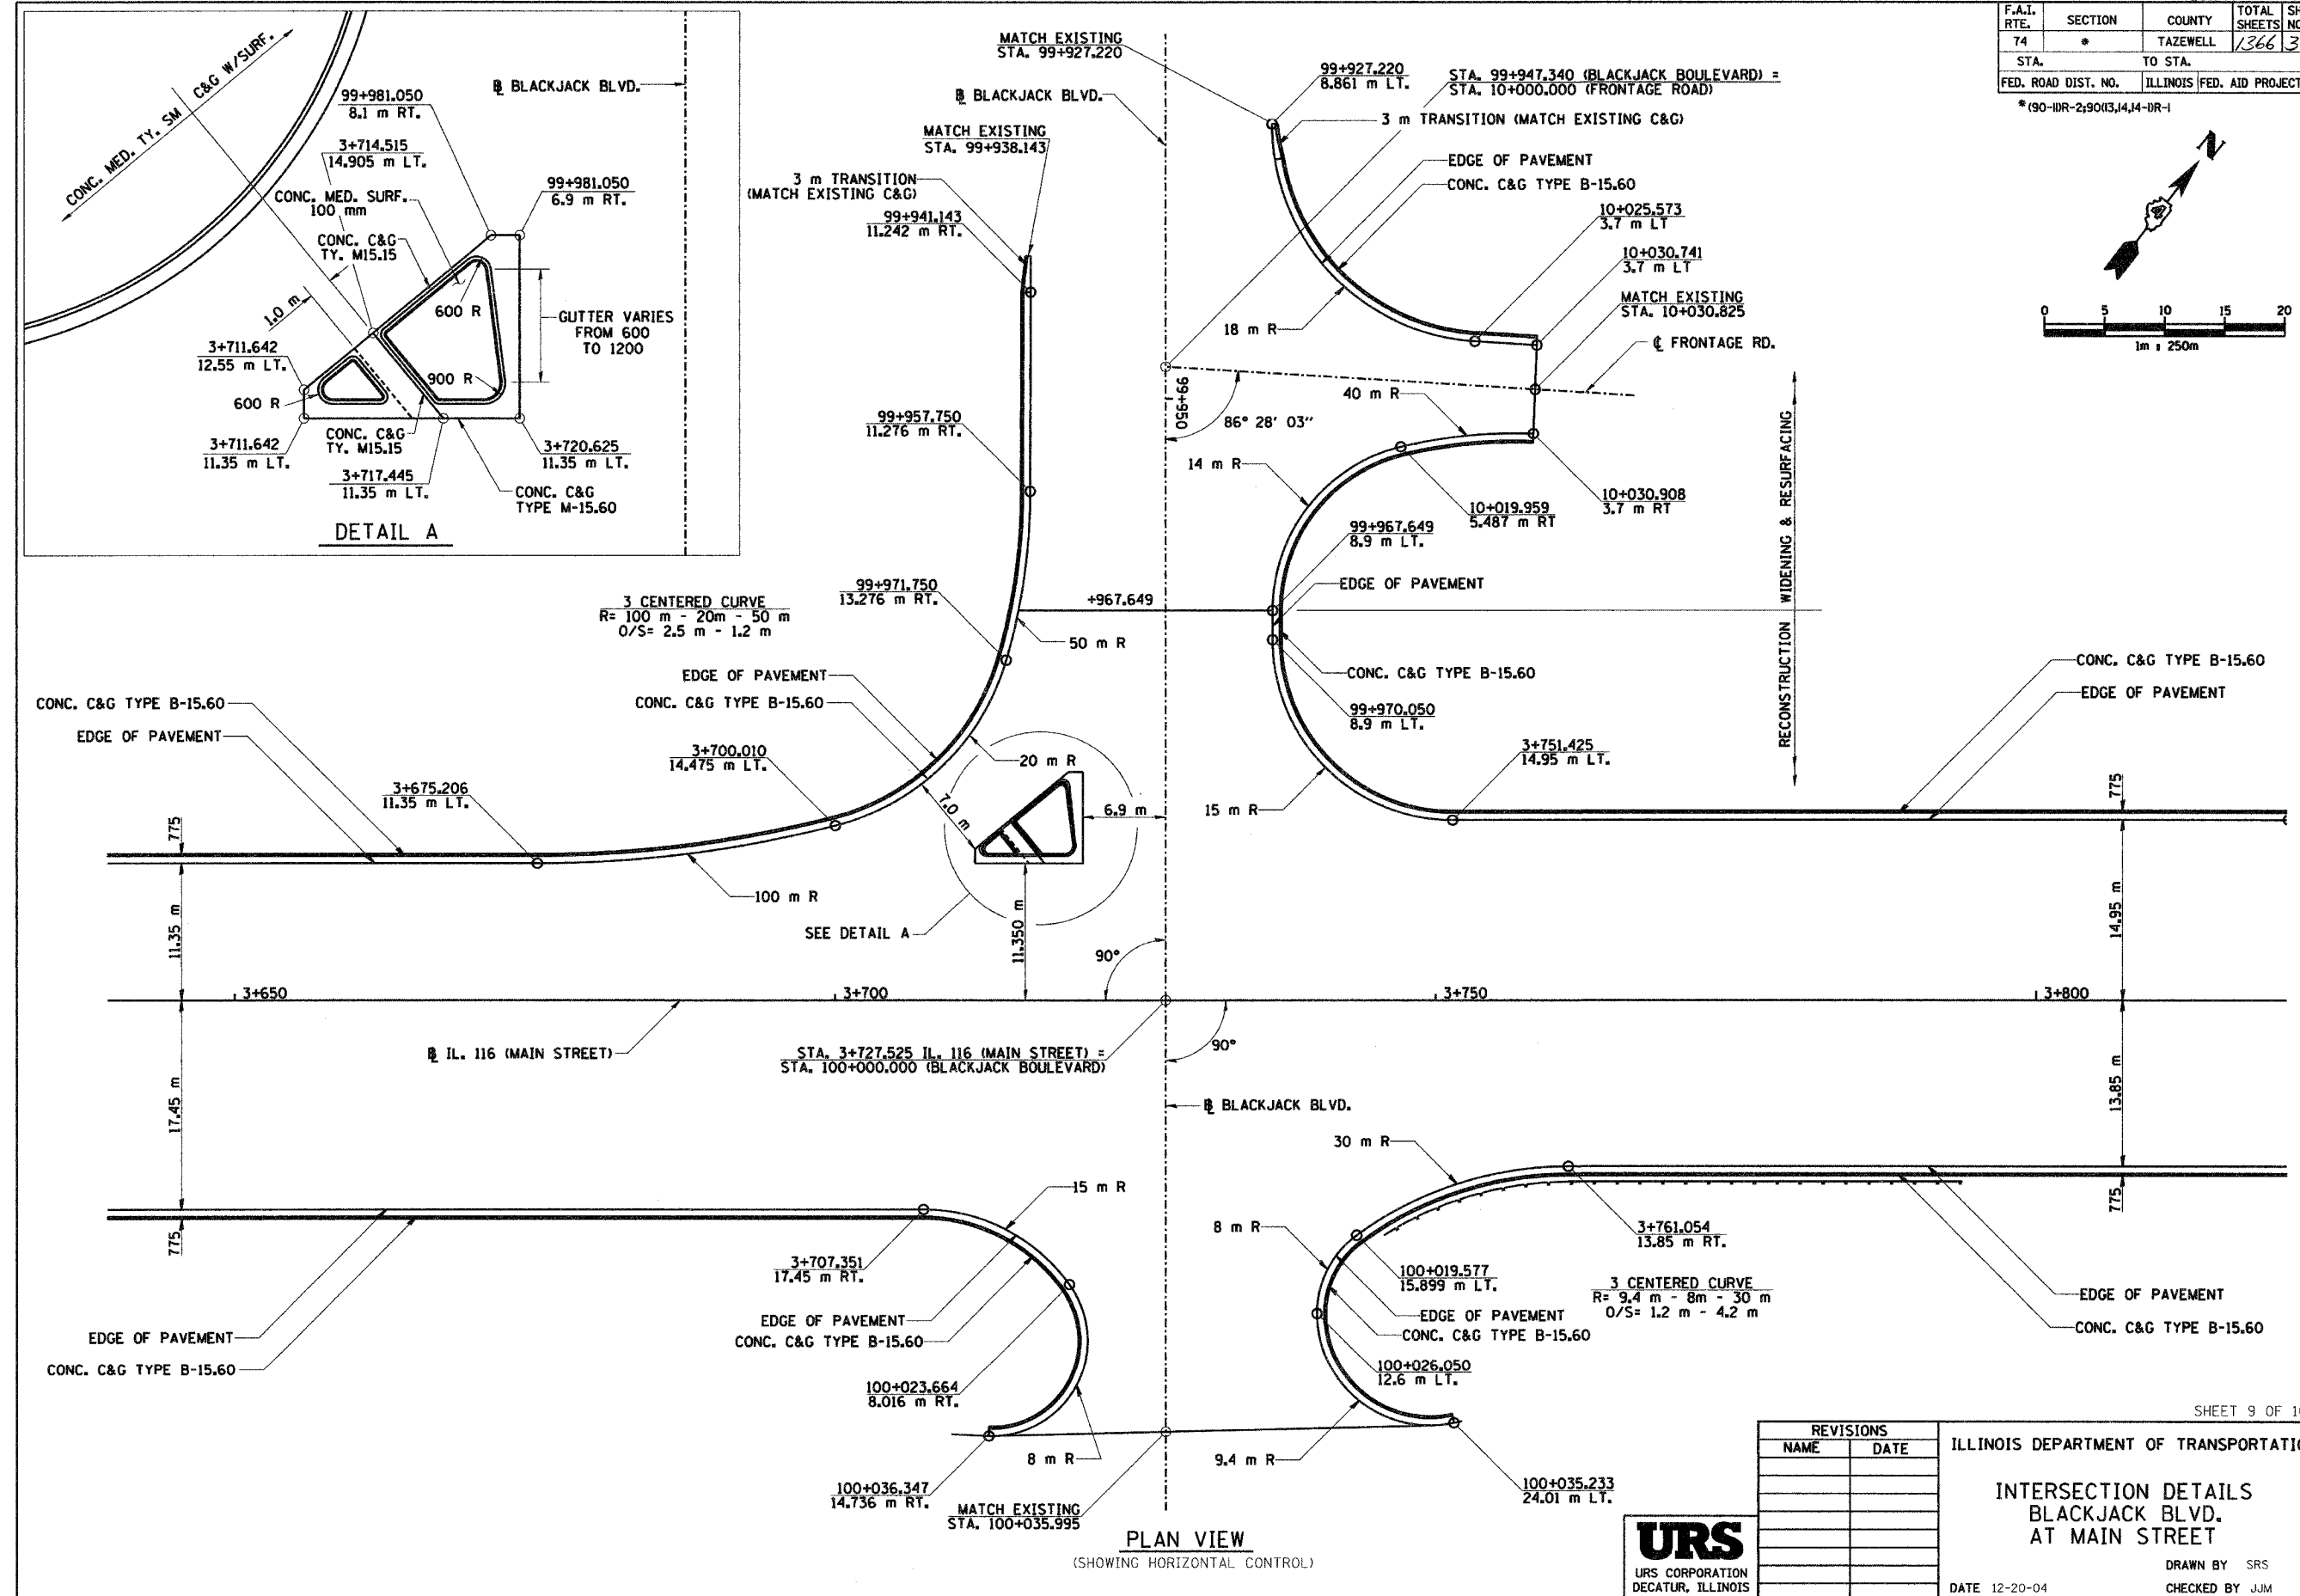 F.A.I. RTE.
SECTION
COUNTY
TOTAL SHEETS
74
*
TAZEWELL
1366
STA.
TO STA.
FED. ROAD DIST. NO.
ILLINOIS
FED. AID PROJECT
*(90-11)R-2;90(13,14,14-1)R-1
N
0 5 10 15 20
1m = 250m
CONC. MED. TY. SM
C&G W/SURF.
℄ BLACKJACK BLVD.
99+981.050
8.1 m RT.
3+714.515
14.905 m LT.
CONC. MED. SURF.
100 mm
CONC. C&G
TY. M15.15
99+981.050
6.9 m RT.
1.0 m
600 R
GUTTER VARIES
FROM 600
TO 1200
3+711.642
12.55 m LT.
900 R
600 R
3+711.642
11.35 m LT.
CONC. C&G
TY. M15.15
3+717.445
11.35 m LT.
3+720.625
11.35 m LT.
CONC. C&G
TYPE M-15.60
DETAIL A
MATCH EXISTING
STA. 99+927.220
℄ BLACKJACK BLVD.
MATCH EXISTING
STA. 99+938.143
3 m TRANSITION
(MATCH EXISTING C&G)
99+941.143
11.242 m RT.
99+957.750
11.276 m RT.
99+927.220
8.861 m LT.
STA. 99+947.340 (BLACKJACK BOULEVARD) =
STA. 10+000.000 (FRONTAGE ROAD)
3 m TRANSITION (MATCH EXISTING C&G)
EDGE OF PAVEMENT
CONC. C&G TYPE B-15.60
10+025.573
3.7 m LT
10+030.741
3.7 m LT
MATCH EXISTING
STA. 10+030.825
18 m R
℄ FRONTAGE RD.
99+950
86° 28' 03"
40 m R
14 m R
10+019.959
5.487 m RT
10+030.908
3.7 m RT
99+967.649
8.9 m LT.
EDGE OF PAVEMENT
RECONSTRUCTION
WIDENING & RESURFACING
3 CENTERED CURVE
R= 100 m - 20m - 50 m
O/S= 2.5 m - 1.2 m
99+971.750
13.276 m RT.
+967.649
50 m R
EDGE OF PAVEMENT
CONC. C&G TYPE B-15.60
CONC. C&G TYPE B-15.60
99+970.050
8.9 m LT.
CONC. C&G TYPE B-15.60
EDGE OF PAVEMENT
CONC. C&G TYPE B-15.60
EDGE OF PAVEMENT
3+700.010
14.475 m LT.
20 m R
3+751.425
14.95 m LT.
3+675.206
11.35 m LT.
7.0 m
6.9 m
15 m R
775
775
100 m R
SEE DETAIL A
11.35 m
11.350 m
90°
14.95 m
3+650
3+700
3+750
3+800
℄ IL. 116 (MAIN STREET)
STA. 3+727.525 IL. 116 (MAIN STREET) =
STA. 100+000.000 (BLACKJACK BOULEVARD)
90°
17.45 m
13.85 m
℄ BLACKJACK BLVD.
30 m R
15 m R
8 m R
775
775
3+707.351
17.45 m RT.
3+761.054
13.85 m RT.
100+019.577
15.899 m LT.
3 CENTERED CURVE
R= 9.4 m - 8m - 30 m
O/S= 1.2 m - 4.2 m
EDGE OF PAVEMENT
CONC. C&G TYPE B-15.60
EDGE OF PAVEMENT
CONC. C&G TYPE B-15.60
EDGE OF PAVEMENT
CONC. C&G TYPE B-15.60
EDGE OF PAVEMENT
CONC. C&G TYPE B-15.60
100+023.664
8.016 m RT.
100+026.050
12.6 m LT.
8 m R
9.4 m R
100+036.347
14.736 m RT.
MATCH EXISTING
STA. 100+035.995
100+035.233
24.01 m LT.
PLAN VIEW
(SHOWING HORIZONTAL CONTROL)
SHEET 9 OF
REVISIONS
NAME
DATE
ILLINOIS DEPARTMENT OF
INTERSECTION DETAILS
BLACKJACK BLVD.
AT MAIN STREET
URS
URS CORPORATION
DECATUR, ILLINOIS
DRAWN BY SRS
DATE 12-20-04
CHECKED BY JJM